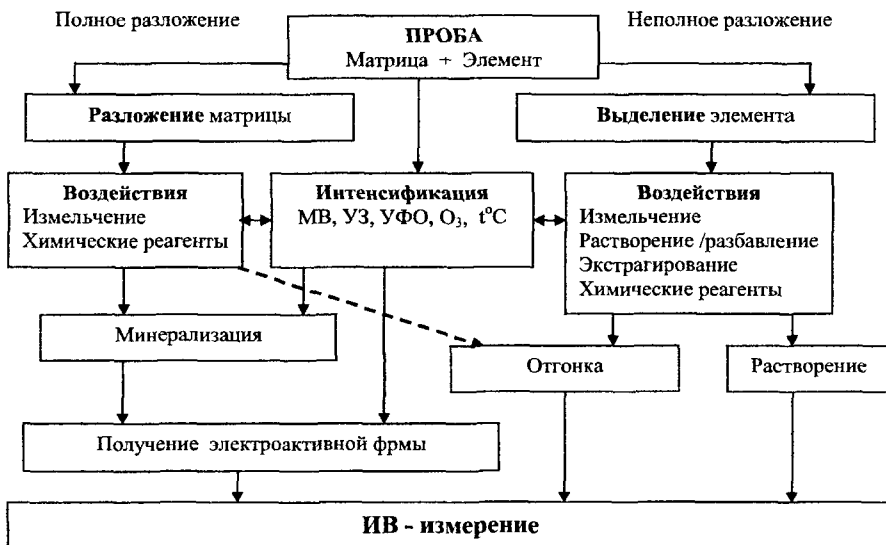 Полное разложение
Неполное разложение
ПРОБА
Матрица + Элемент
Разложение матрицы
Выделение элемента
Воздействия
Измельчение
Химические реагенты
Интенсификация
МВ, УЗ, УФО, O₃, t°C
Воздействия
Измельчение
Растворение /разбавление
Экстрагирование
Химические реагенты
Минерализация
Отгонка
Растворение
Получение электроактивной фрмы
ИВ - измерение